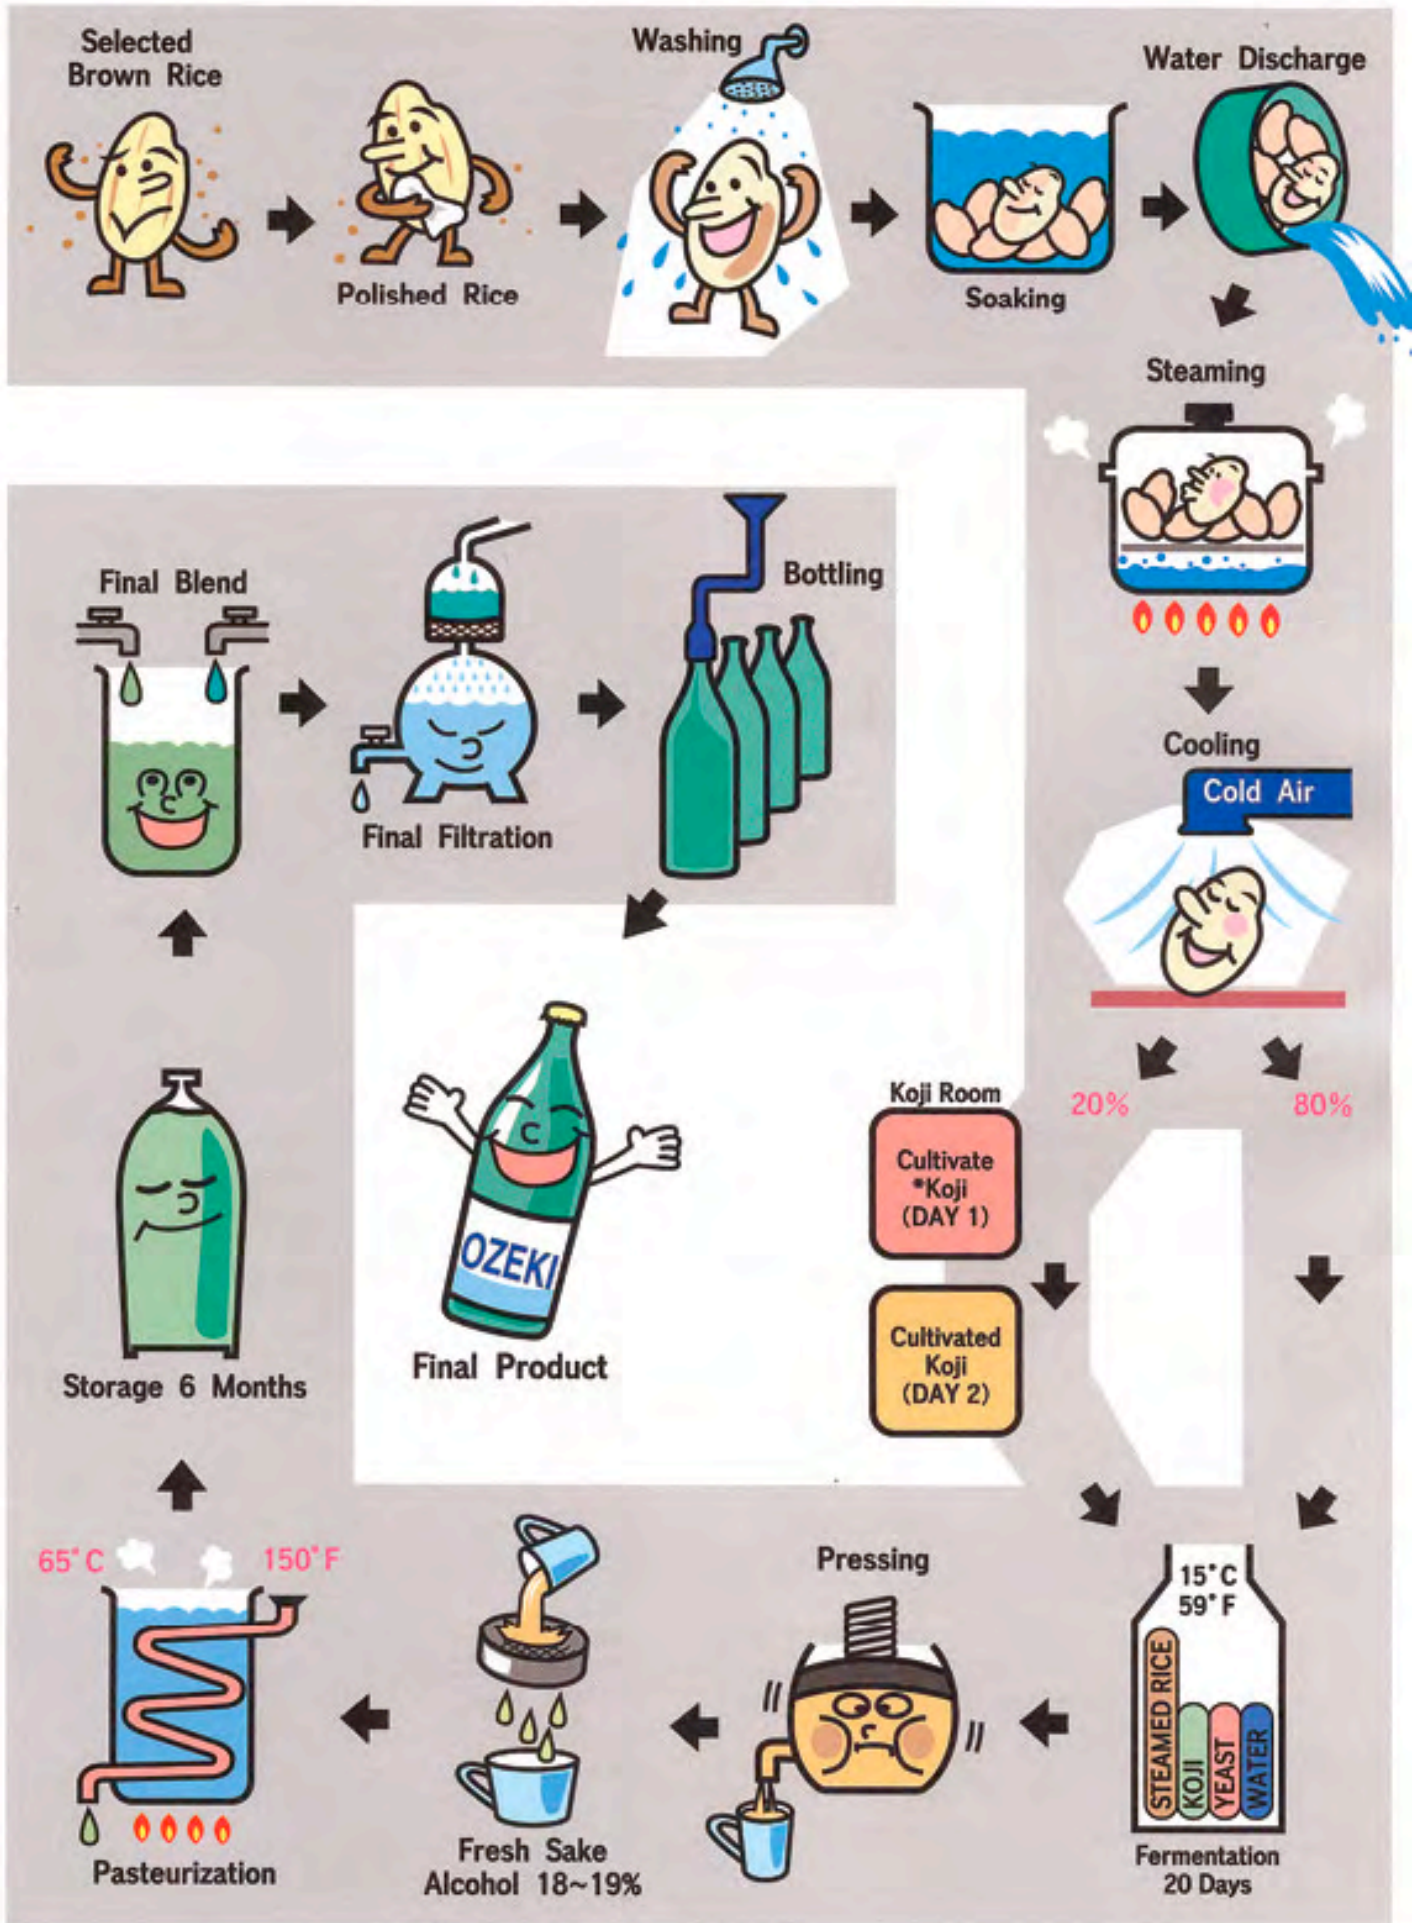 Selected
Brown Rice
Polished Rice
Washing
Soaking
Water Discharge
Steaming
Cooling
Cold Air
20%
80%
Koji Room
Cultivate
*Koji
(DAY 1)
Cultivated
Koji
(DAY 2)
15°C
59°F
STEAMED RICE
KOJI
YEAST
WATER
Fermentation
20 Days
Pressing
Fresh Sake
Alcohol 18~19%
65°C
150°F
Pasteurization
Storage 6 Months
Final Blend
Final Filtration
Bottling
OZEKI
Final Product